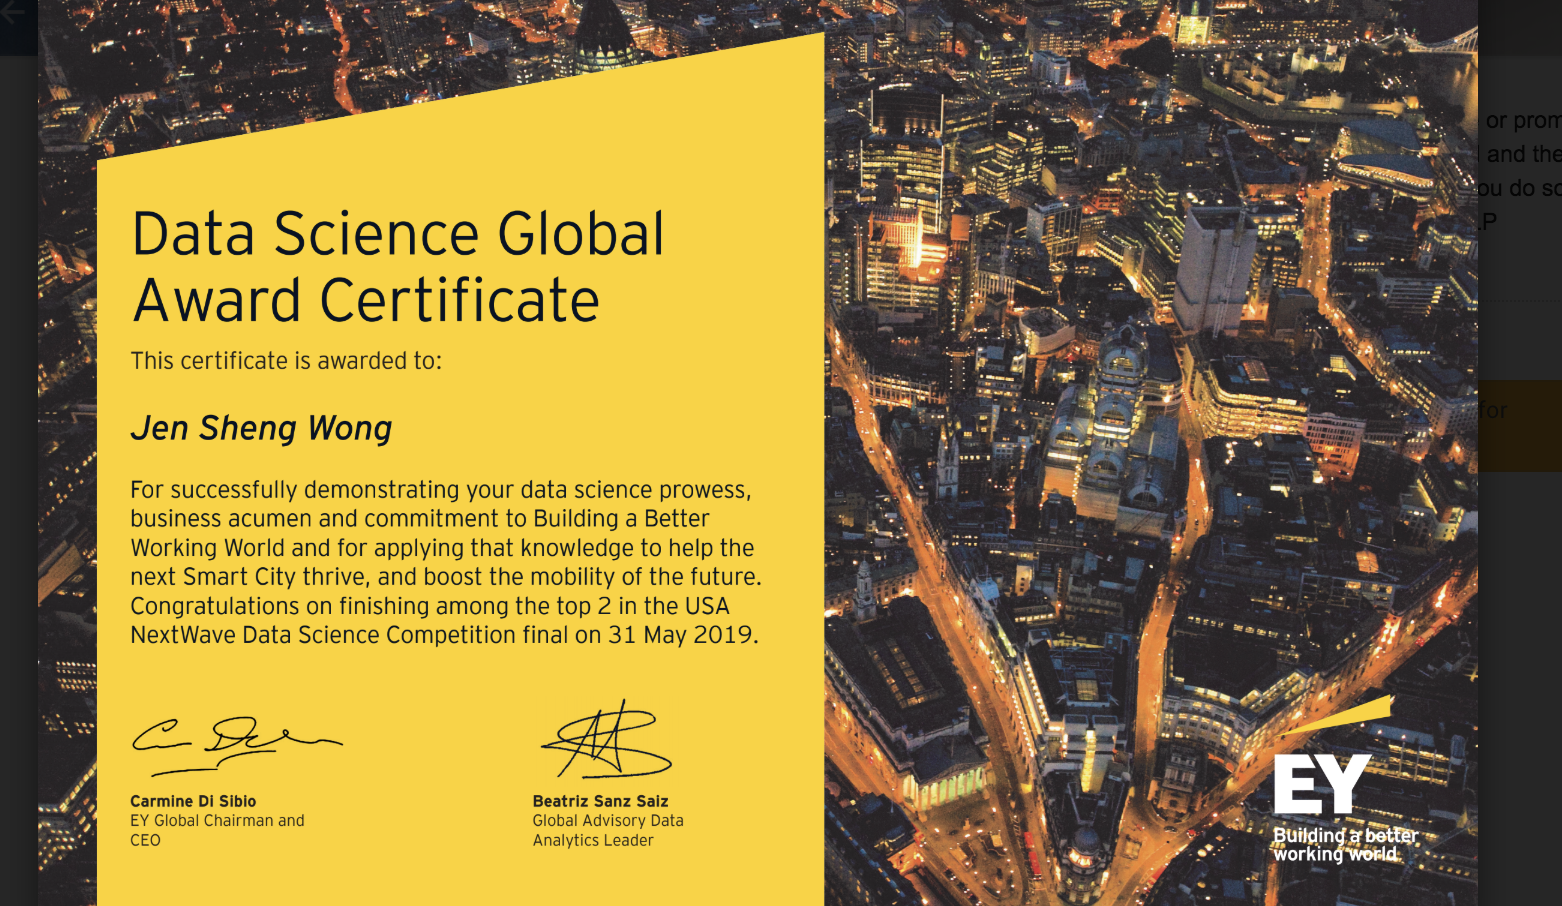 Data Science Global
Award Certificate
This certificate is awarded to:
Jen Sheng Wong
For successfully demonstrating your data science prowess,
business acumen and commitment to Building a Better
Working World and for applying that knowledge to help the
next Smart City thrive, and boost the mobility of the future.
Congratulations on finishing among the top 2 in the USA
NextWave Data Science Competition final on 31 May 2019.
Carmine Di Sibio
EY Global Chairman and
CEO
Beatriz Sanz Saiz
Global Advisory Data
Analytics Leader
EY
Building a better
working world
or prom
and the
ou do so
LP
for